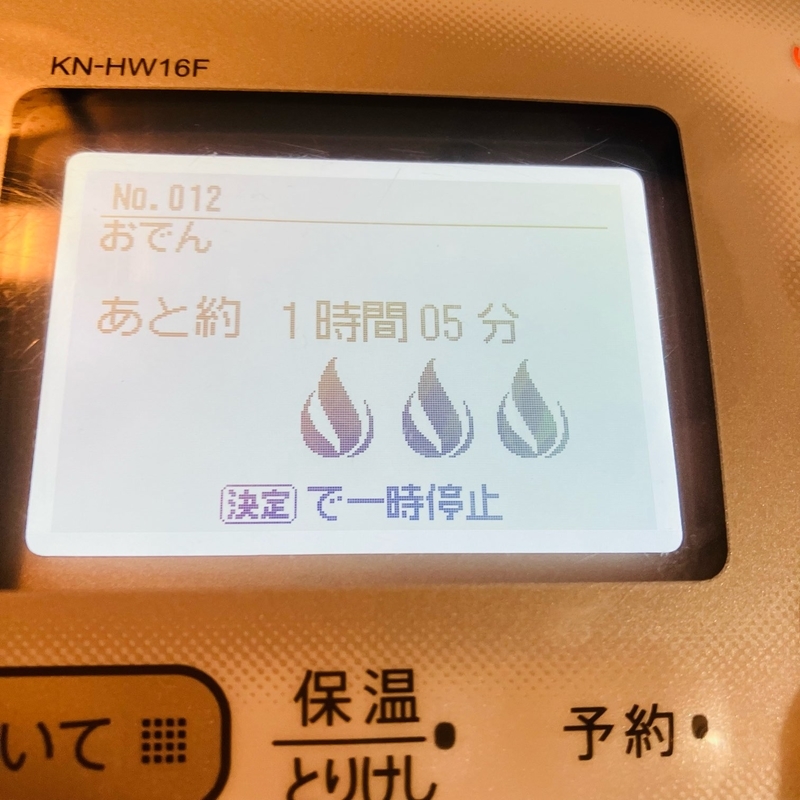 KN-HW16F
No.012
おでん
あと約 1時間05分
決定で一時停止
いて
保温
とりけし
予約